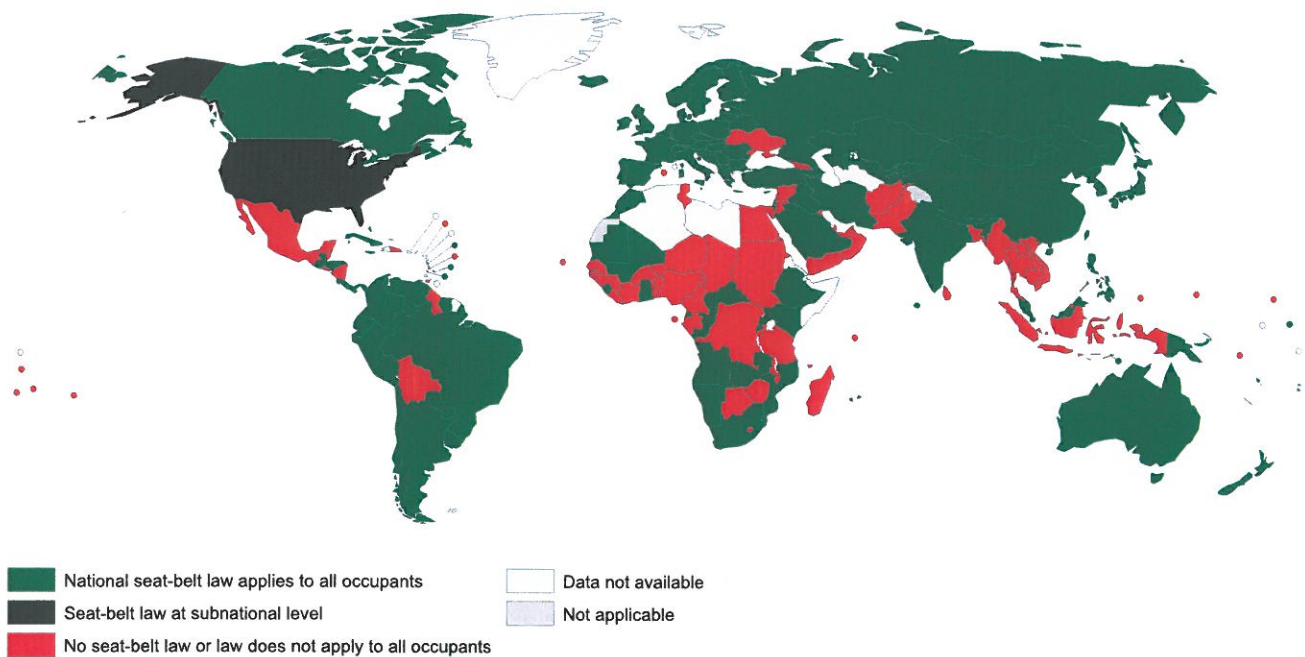 National seat-belt law applies to all occupants
Seat-belt law at subnational level
No seat-belt law or law does not apply to all occupants
Data not available
Not applicable